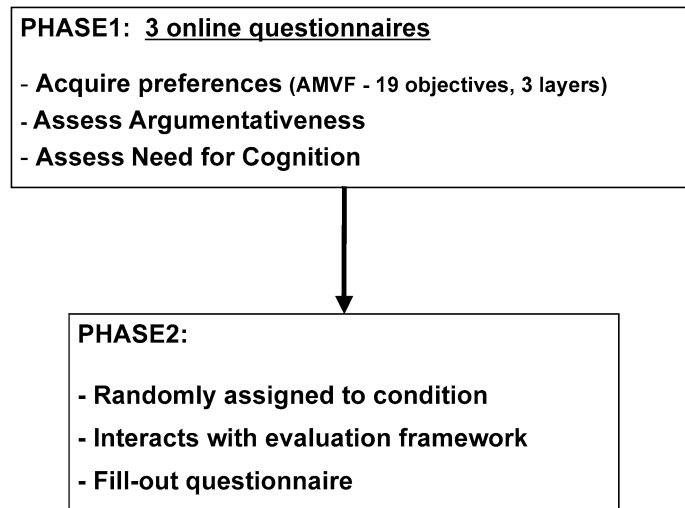 PHASE1: 3 online questionnaires
- Acquire preferences (AMVF - 19 objectives, 3 layers)
- Assess Argumentativeness
- Assess Need for Cognition
PHASE2:
- Randomly assigned to condition
- Interacts with evaluation framework
- Fill-out questionnaire